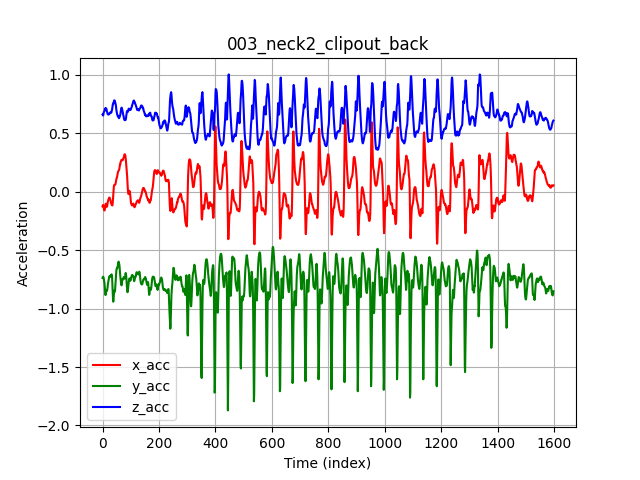 003_neck2_clipout_back
1.0
0.5
0.0
−0.5
−1.0
−1.5
−2.0
Acceleration
x_acc
y_acc
z_acc
0 200 400 600 800 1000 1200 1400 1600
Time (index)